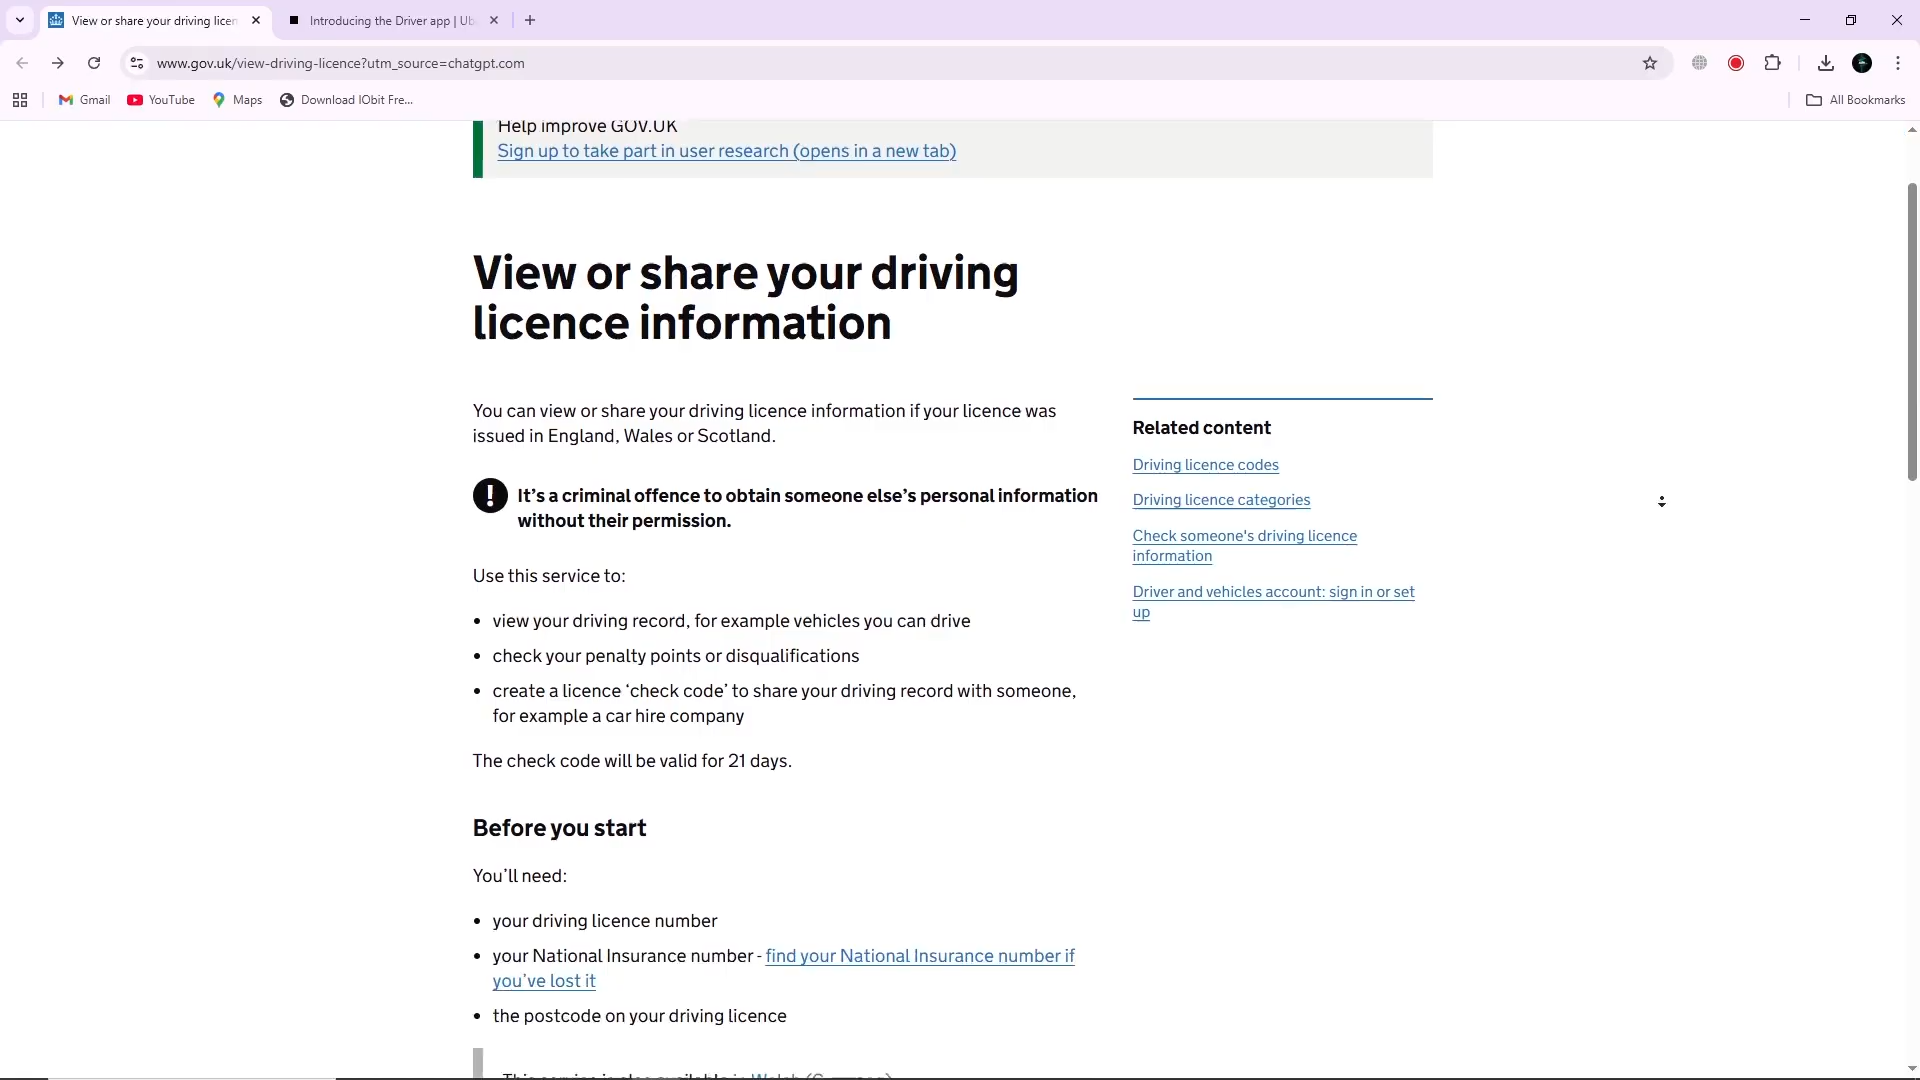 View or share your driving licen
Introducing the Driver app | Ub
www.gov.uk/view-driving-licence?utm_source=chatgpt.com
Gmail
YouTube
Maps
Download IObit Fre...
All Bookmarks
Help improve GOV.UK
Sign up to take part in user research (opens in a new tab)
View or share your driving
licence information
You can view or share your driving licence information if your licence was
issued in England, Wales or Scotland.
! It’s a criminal offence to obtain someone else’s personal information
without their permission.
Use this service to:
• view your driving record, for example vehicles you can drive
• check your penalty points or disqualifications
• create a licence ‘check code’ to share your driving record with someone,
for example a car hire company
The check code will be valid for 21 days.
Before you start
You’ll need:
• your driving licence number
• your National Insurance number - find your National Insurance number if
you’ve lost it
• the postcode on your driving licence
This service is also available in Welsh (Cymraeg)
Related content
Driving licence codes
Driving licence categories
Check someone's driving licence
information
Driver and vehicles account: sign in or set
up